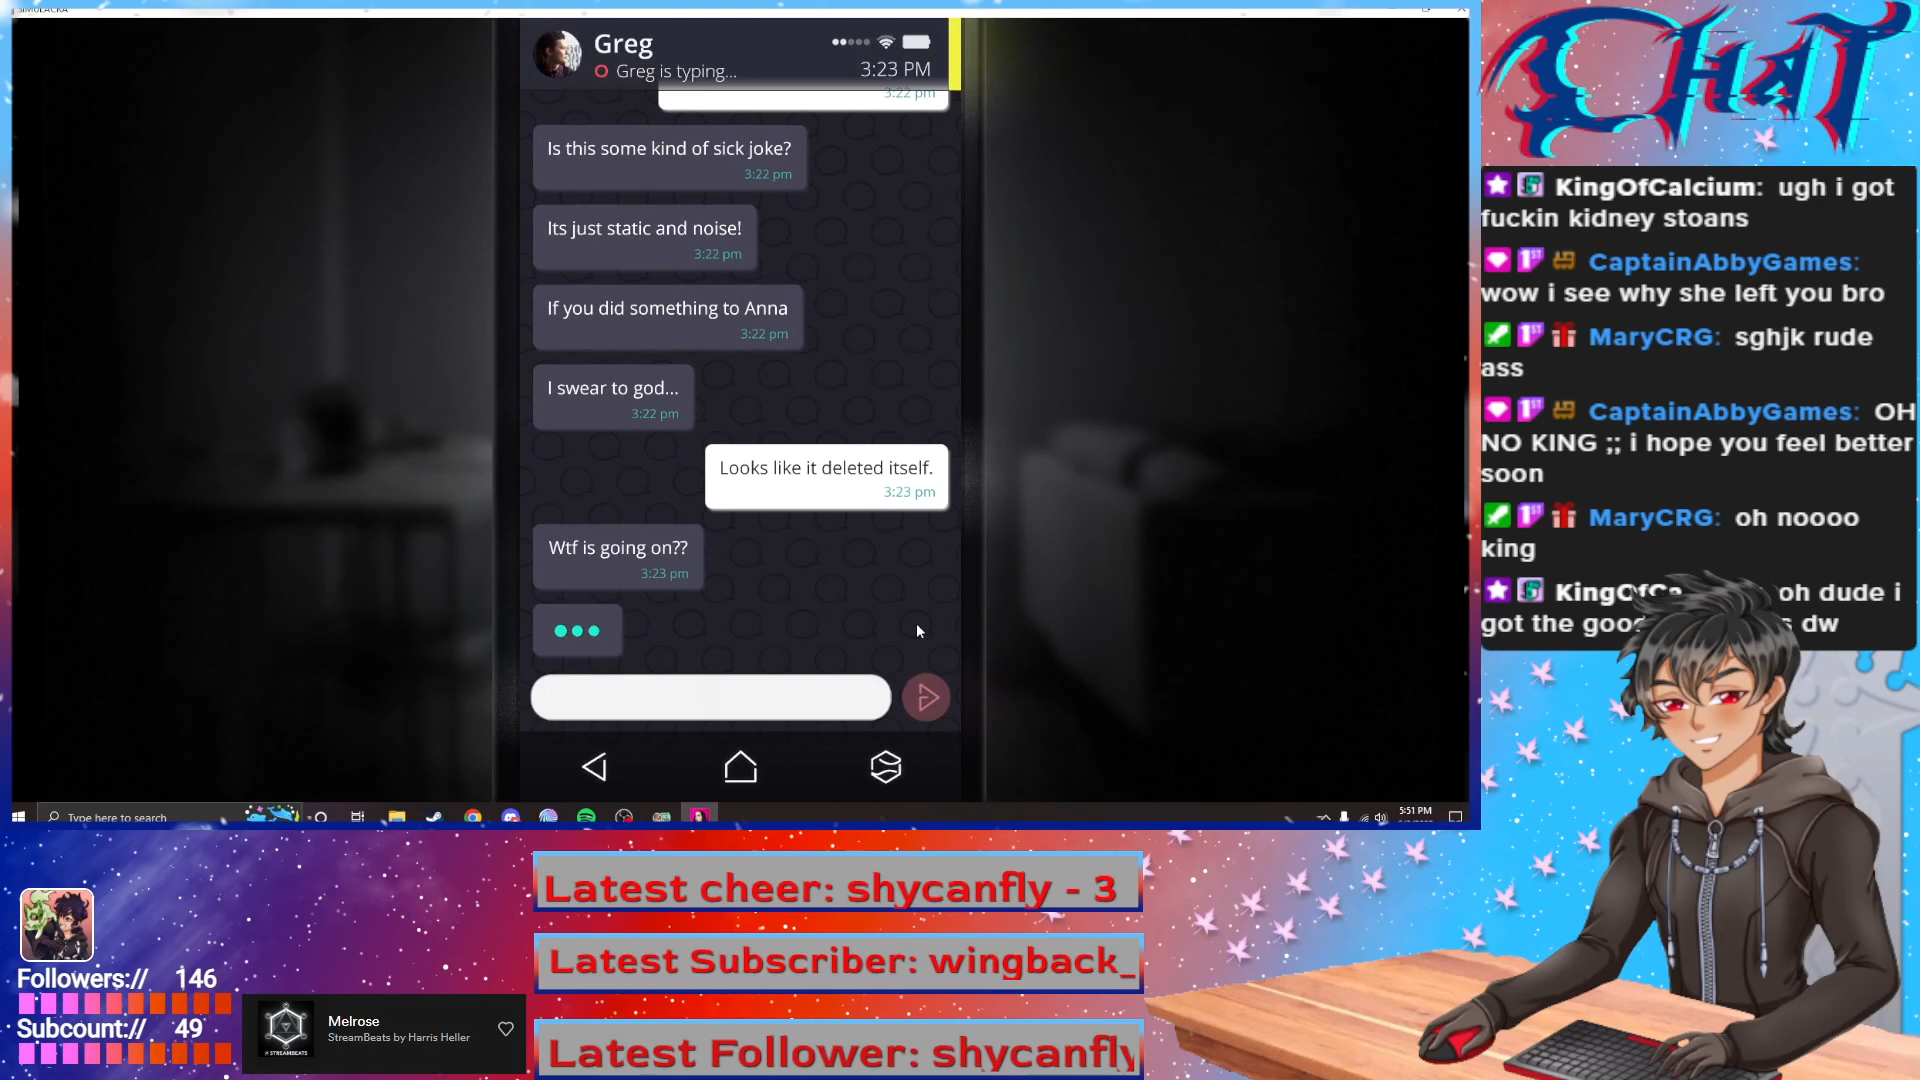 SIMULACRA
Greg
Greg is typing...
3:23 PM
3:22 pm
Is this some kind of sick joke?
3:22 pm
Its just static and noise!
3:22 pm
If you did something to Anna
3:22 pm
I swear to god...
3:22 pm
Looks like it deleted itself.
3:23 pm
Wtf is going on??
3:23 pm
Type here to search
5:51 PM
CHAT
KingOfCalcium: ugh i got
fuckin kidney stoans
CaptainAbbyGames:
wow i see why she left you bro
MaryCRG: sghjk rude
ass
CaptainAbbyGames: OH
NO KING ;; i hope you feel better
soon
MaryCRG: oh noooo
king
oh dude i
got the dw
Latest cheer: shycanfly - 3
Latest Subscriber: wingback_
Latest Follower: shycanfly
Followers:// 146
Subcount:// 49
STREAMBEATS
Melrose
StreamBeats by Harris Heller